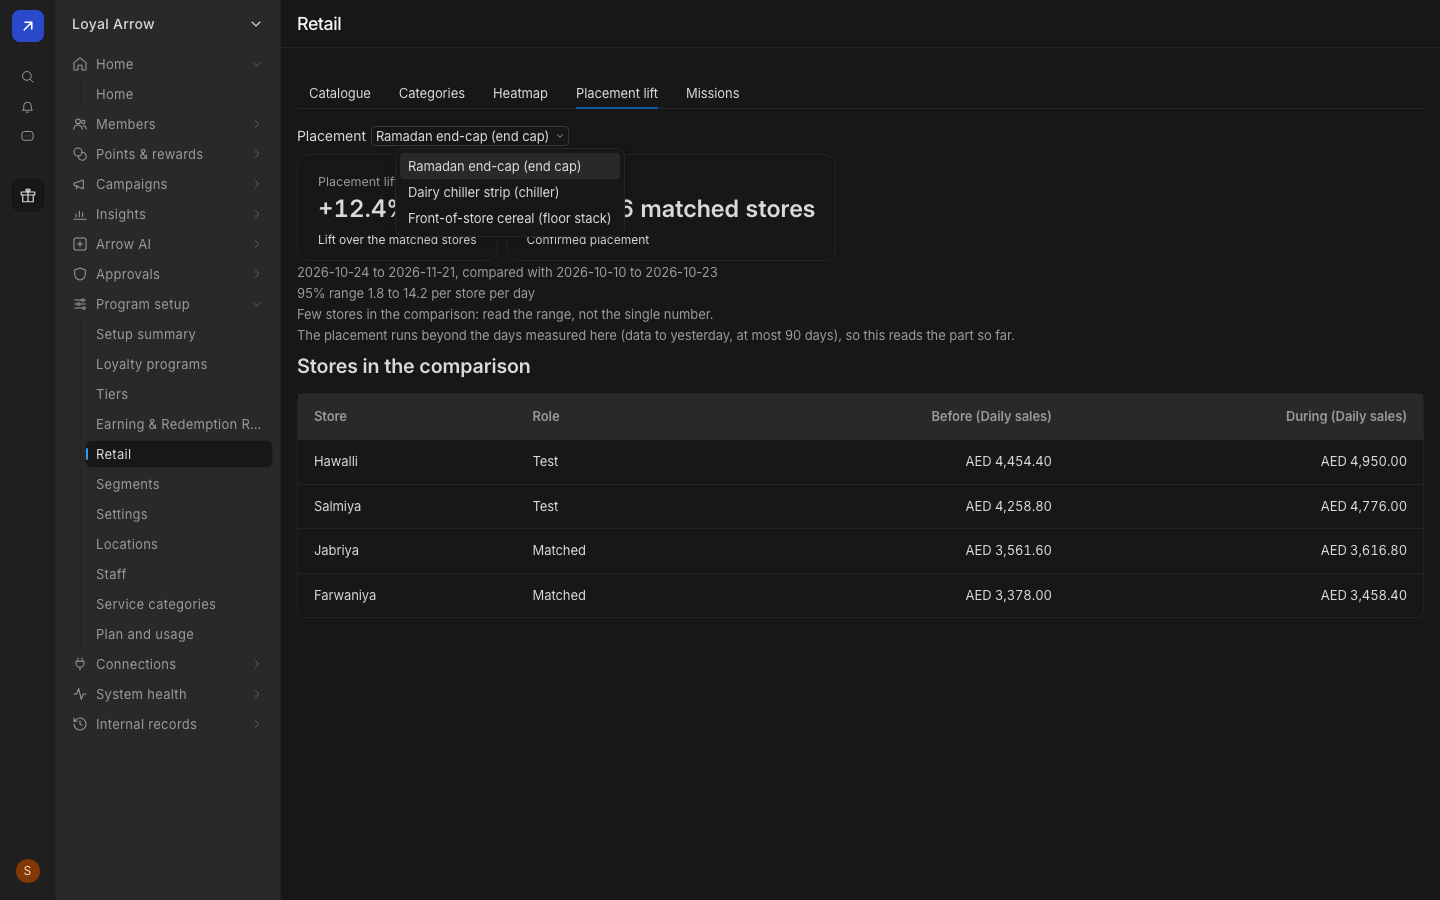 Loyal Arrow
Home
Home
Members
Points & rewards
Campaigns
Insights
Arrow AI
Approvals
Program setup
Setup summary
Loyalty programs
Tiers
Earning & Redemption R...
Retail
Segments
Settings
Locations
Staff
Service categories
Plan and usage
Connections
System health
Internal records
S
Retail
Catalogue Categories Heatmap Placement lift Missions
Placement Ramadan end-cap (end cap)
Ramadan end-cap (end cap)
Dairy chiller strip (chiller)
Front-of-store cereal (floor stack)
Placement
+12.4% 6 matched stores
Lift over the matched stores Confirmed placement
2026-10-24 to 2026-11-21, compared with 2026-10-10 to 2026-10-23
95% range 1.8 to 14.2 per store per day
Few stores in the comparison: read the range, not the single number.
The placement runs beyond the days measured here (data to yesterday, at most 90 days), so this reads the part so far.
Stores in the comparison
Store Role Before (Daily sales) During (Daily sales)
Hawalli Test AED 4,454.40 AED 4,950.00
Salmiya Test AED 4,258.80 AED 4,776.00
Jabriya Matched AED 3,561.60 AED 3,616.80
Farwaniya Matched AED 3,378.00 AED 3,458.40